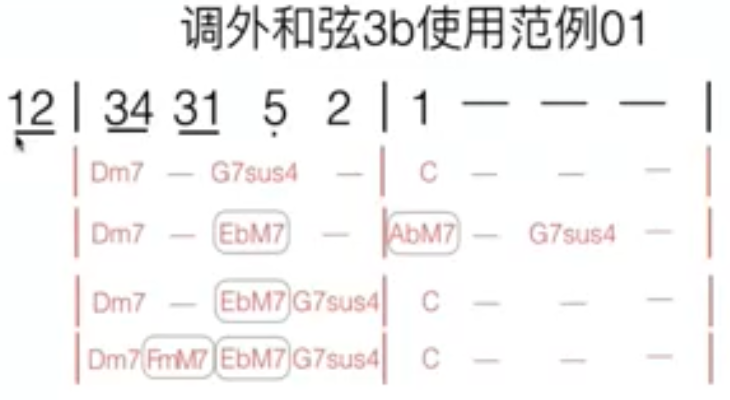 调外和弦3b使用范例01
12 | 34 31 5̣ 2 | 1 — — — |
| Dm7 — G7sus4 — | C — — — |
| Dm7 — EbM7 — | AbM7 — G7sus4 — |
| Dm7 — EbM7 G7sus4 | C — — — |
| Dm7 FmM7 EbM7 G7sus4 | C — — — |